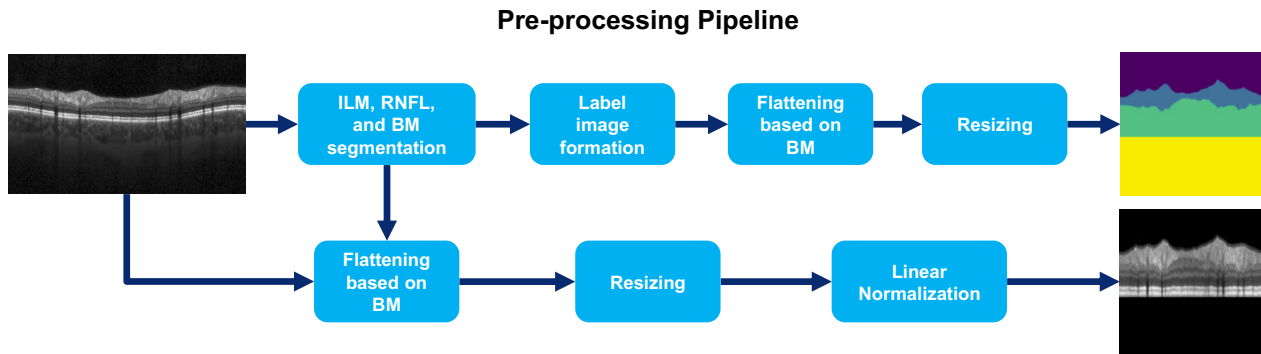 Pre-processing Pipeline
ILM, RNFL,
and BM
segmentation
Label
image
formation
Flattening
based on
BM
Resizing
Flattening
based on
BM
Resizing
Linear
Normalization